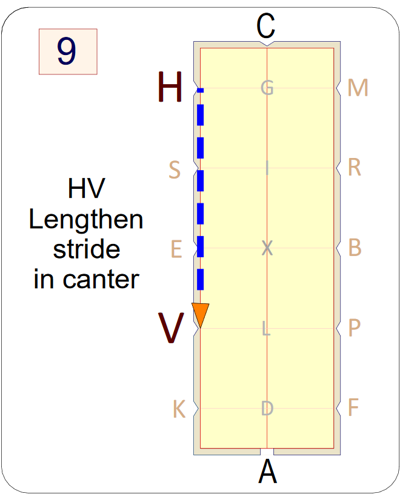 9
C
H G M
S I R
HV
Lengthen
stride
in canter
E X B
V L P
K D F
A